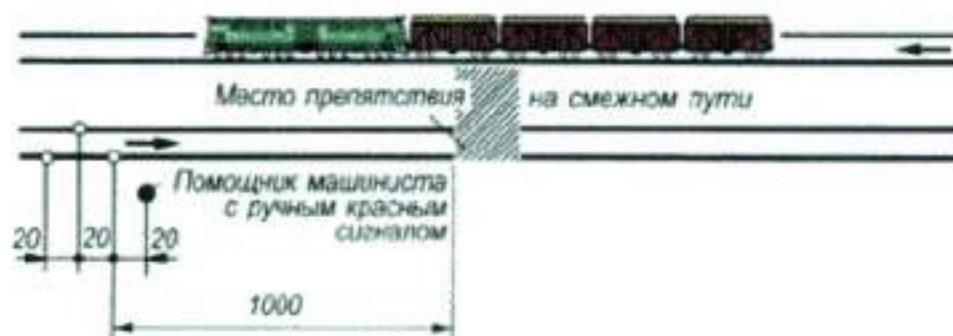 Место препятствия на смежном пути
Помощник машиниста
с ручным красным
сигналом
20 20 20
1000